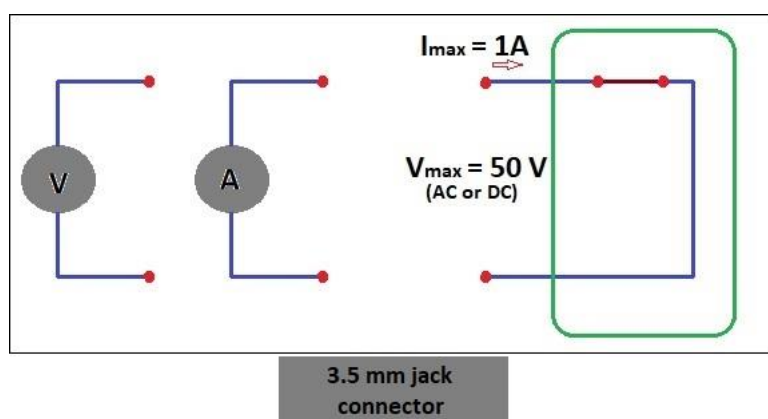 Imax = 1A
V
A
Vmax = 50 V
(AC or DC)
3.5 mm jack
connector